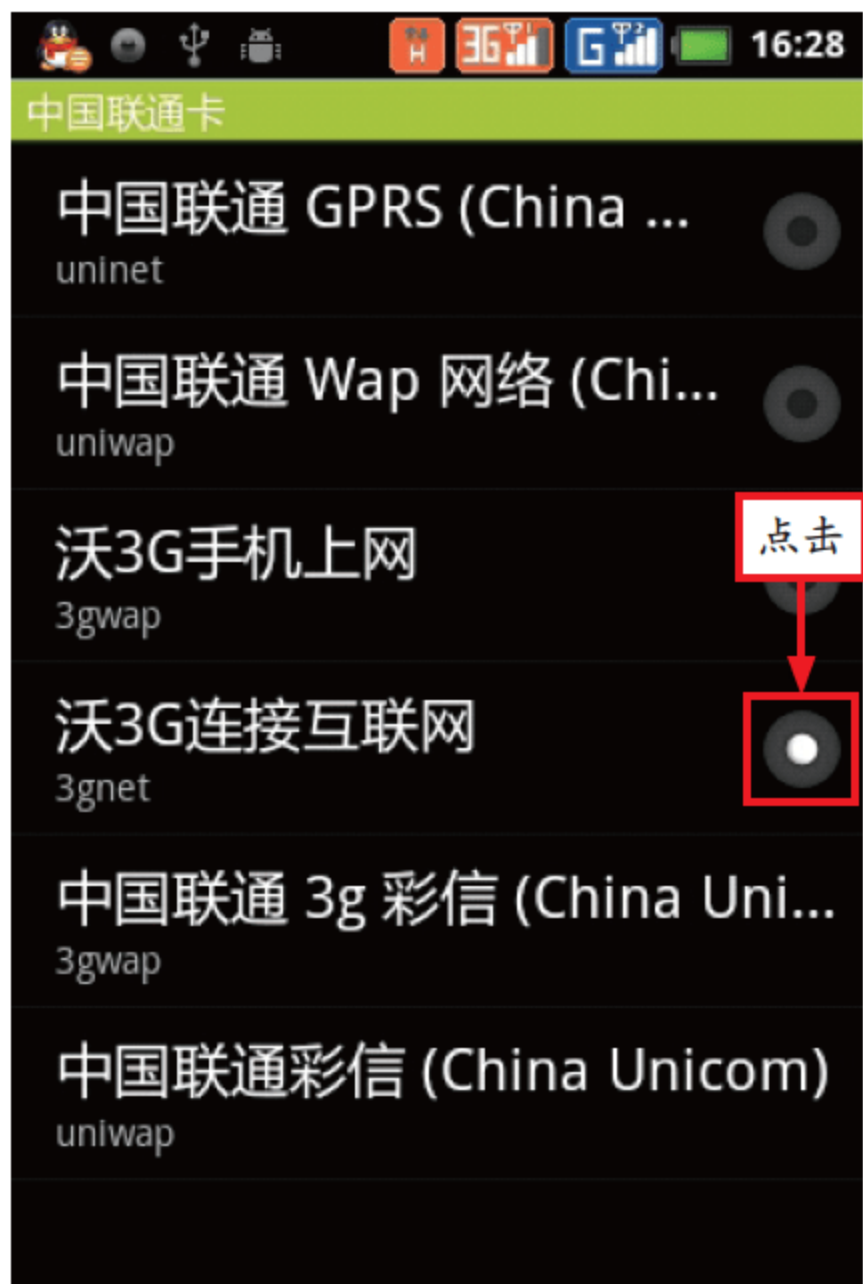 H 3G 1 G 2 16:28
中国联通卡
中国联通 GPRS (China ...
uninet
中国联通 Wap 网络 (Chi...
uniwap
沃3G手机上网
点击
3gwap
沃3G连接互联网
3gnet
中国联通 3g 彩信 (China Uni...
3gwap
中国联通彩信 (China Unicom)
uniwap